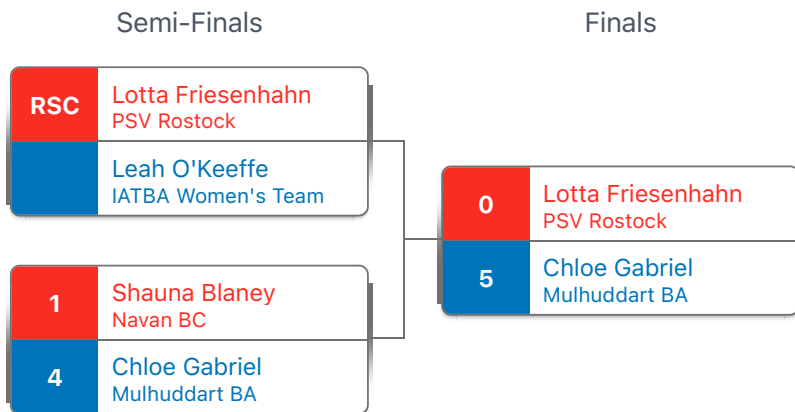 Semi-Finals
Finals
RSC
Lotta Friesenhahn
PSV Rostock
Leah O'Keeffe
IATBA Women's Team
1
Shauna Blaney
Navan BC
4
Chloe Gabriel
Mulhuddart BA
0
Lotta Friesenhahn
PSV Rostock
5
Chloe Gabriel
Mulhuddart BA